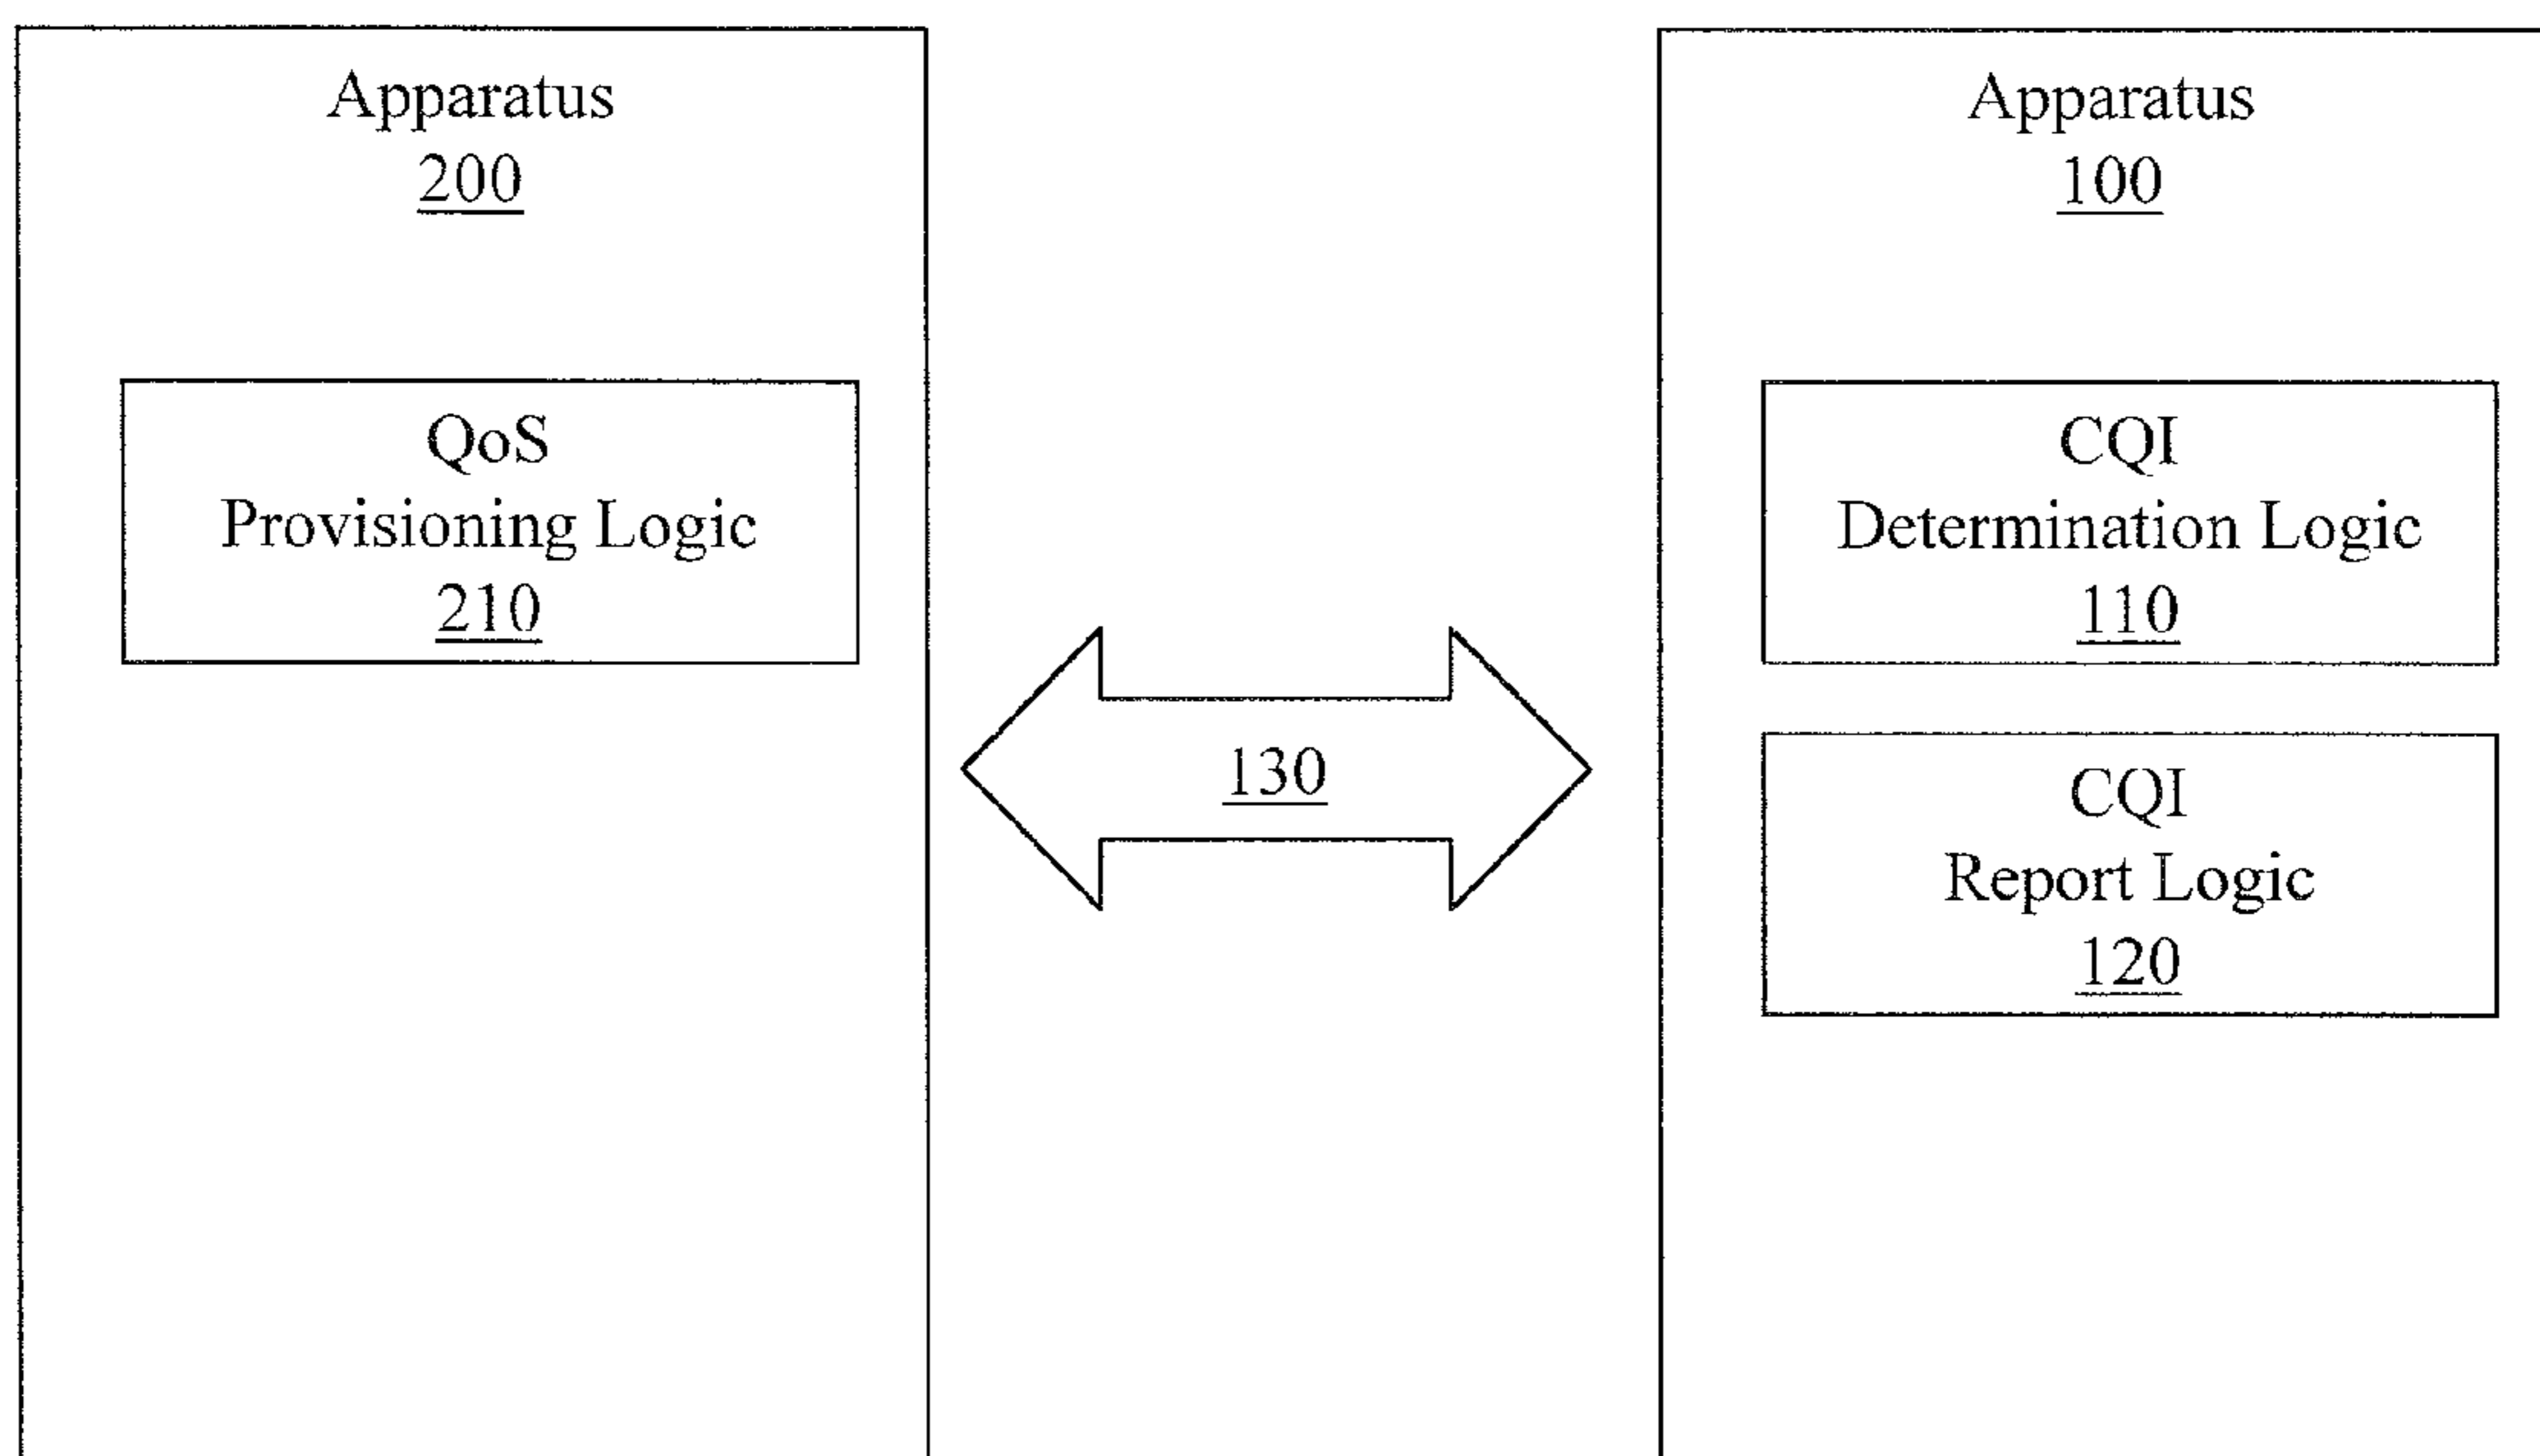 Apparatus
200
QoS
Provisioning Logic
210
130
Apparatus
100
CQI
Determination Logic
110
CQI
Report Logic
120